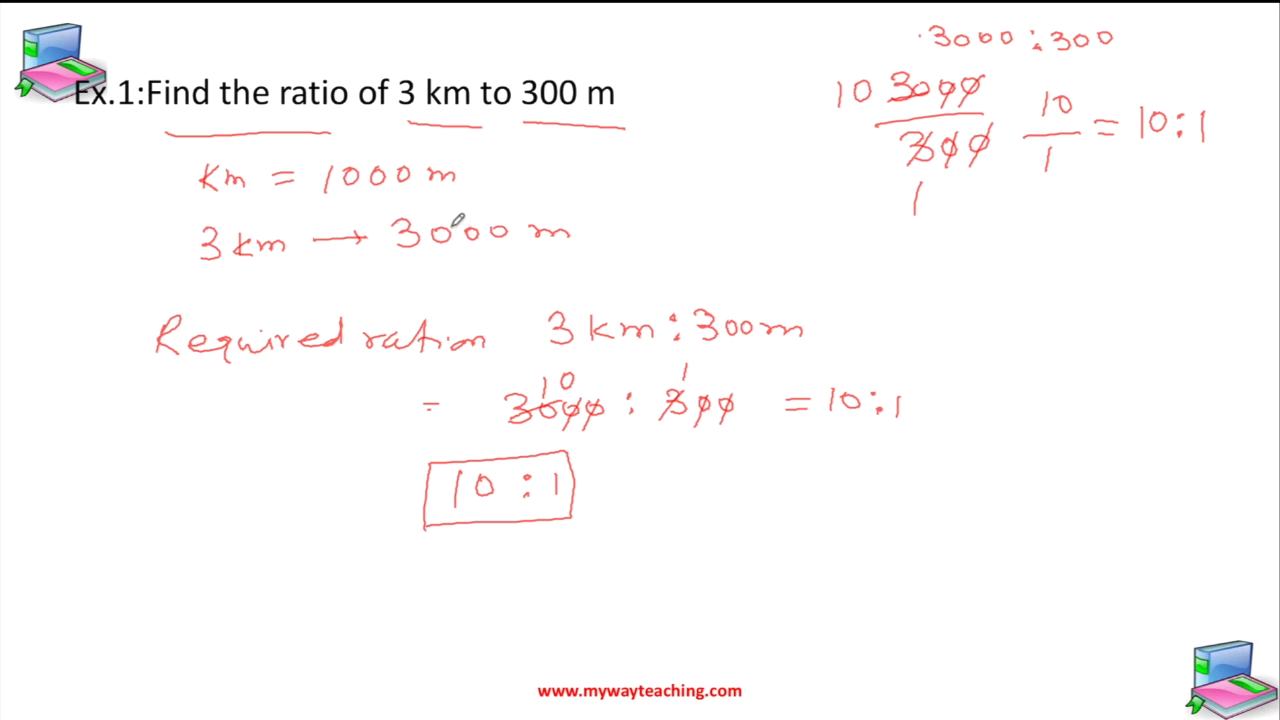 Ex.1:Find the ratio of 3 km to 300 m
km = 1000 m
3 km → 3000 m
Required ration 3 km : 300 m
10 1
= 3000 : 300 = 10 : 1
10 : 1
3000 : 300
10 3000 10
300 1 = 10 : 1
1
www.mywayteaching.com